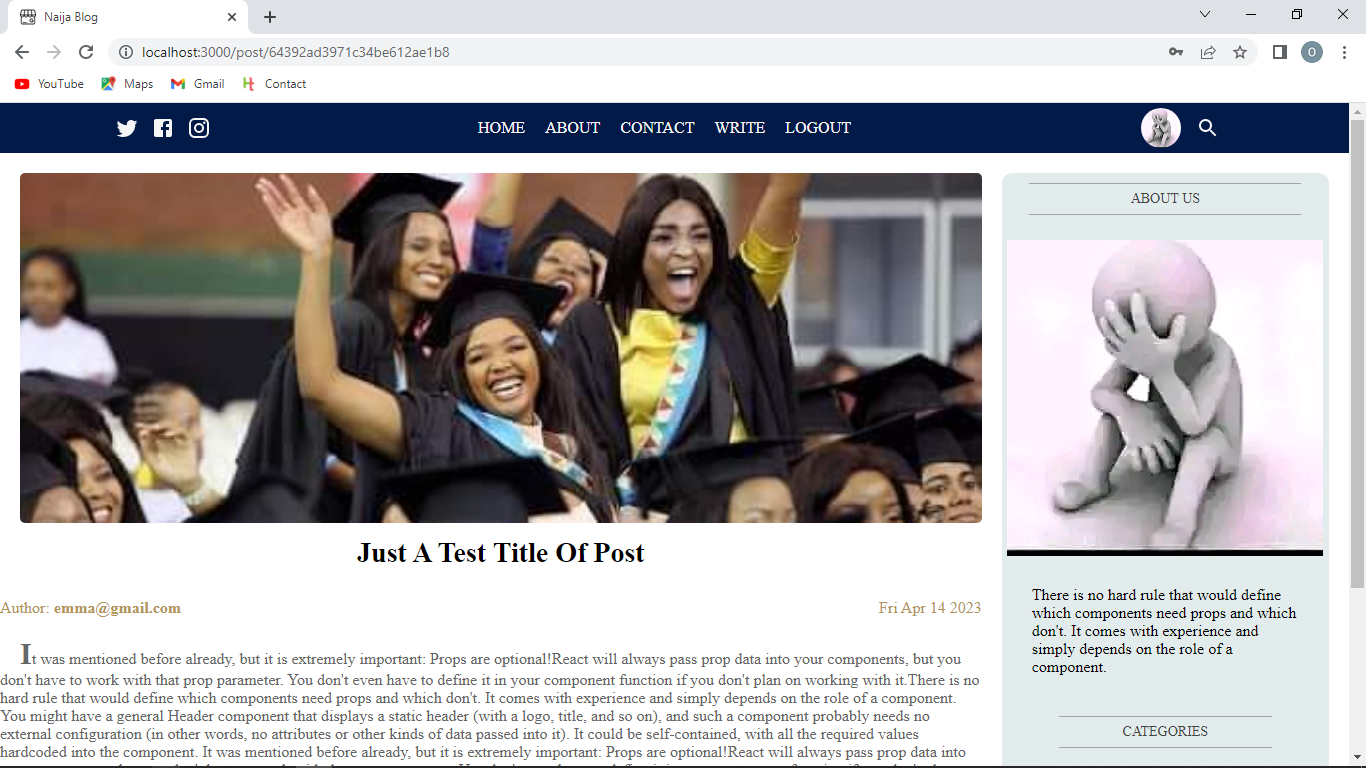 Naija Blog
localhost:3000/post/64392ad3971c34be612ae1b8
O
YouTube Maps Gmail Contact
HOME ABOUT CONTACT WRITE LOGOUT
ABOUT US
Just A Test Title Of Post
Author: emma@gmail.com
Fri Apr 14 2023
It was mentioned before already, but it is extremely important: Props are optional!React will always pass prop data into your components, but you
don't have to work with that prop parameter. You don't even have to define it in your component function if you don't plan on working with it.There is no
hard rule that would define which components need props and which don't. It comes with experience and simply depends on the role of a component.
You might have a general Header component that displays a static header (with a logo, title, and so on), and such a component probably needs no
external configuration (in other words, no attributes or other kinds of data passed into it). It could be self-contained, with all the required values
hardcoded into the component. It was mentioned before already, but it is extremely important: Props are optional!React will always pass prop data into
There is no hard rule that would define
which components need props and which
don't. It comes with experience and
simply depends on the role of a
component.
CATEGORIES